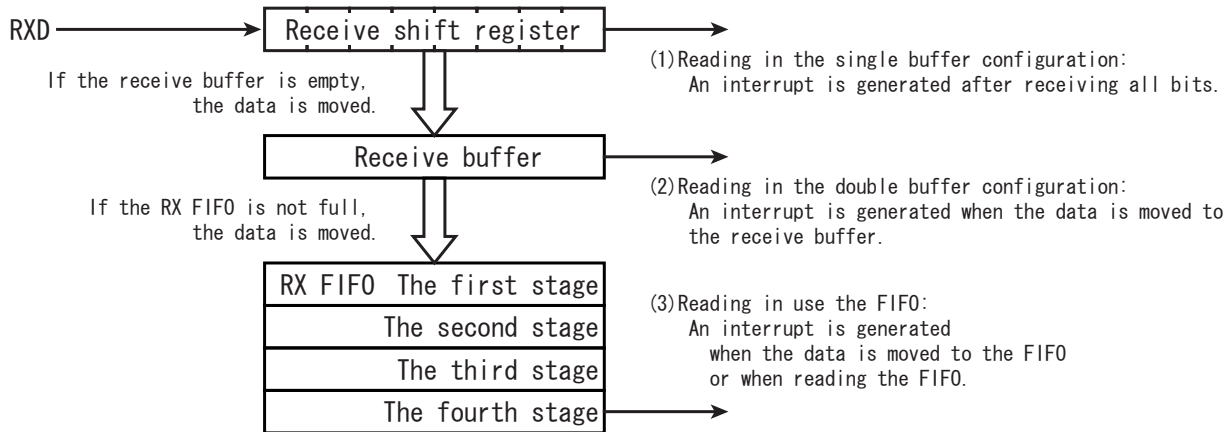 RXD
Receive shift register
(1)Reading in the single buffer configuration:
An interrupt is generated after receiving all bits.
If the receive buffer is empty,
the data is moved.
Receive buffer
(2)Reading in the double buffer configuration:
An interrupt is generated when the data is moved to
the receive buffer.
If the RX FIFO is not full,
the data is moved.
RX FIFO The first stage
The second stage
The third stage
The fourth stage
(3)Reading in use the FIFO:
An interrupt is generated
when the data is moved to the FIFO
or when reading the FIFO.